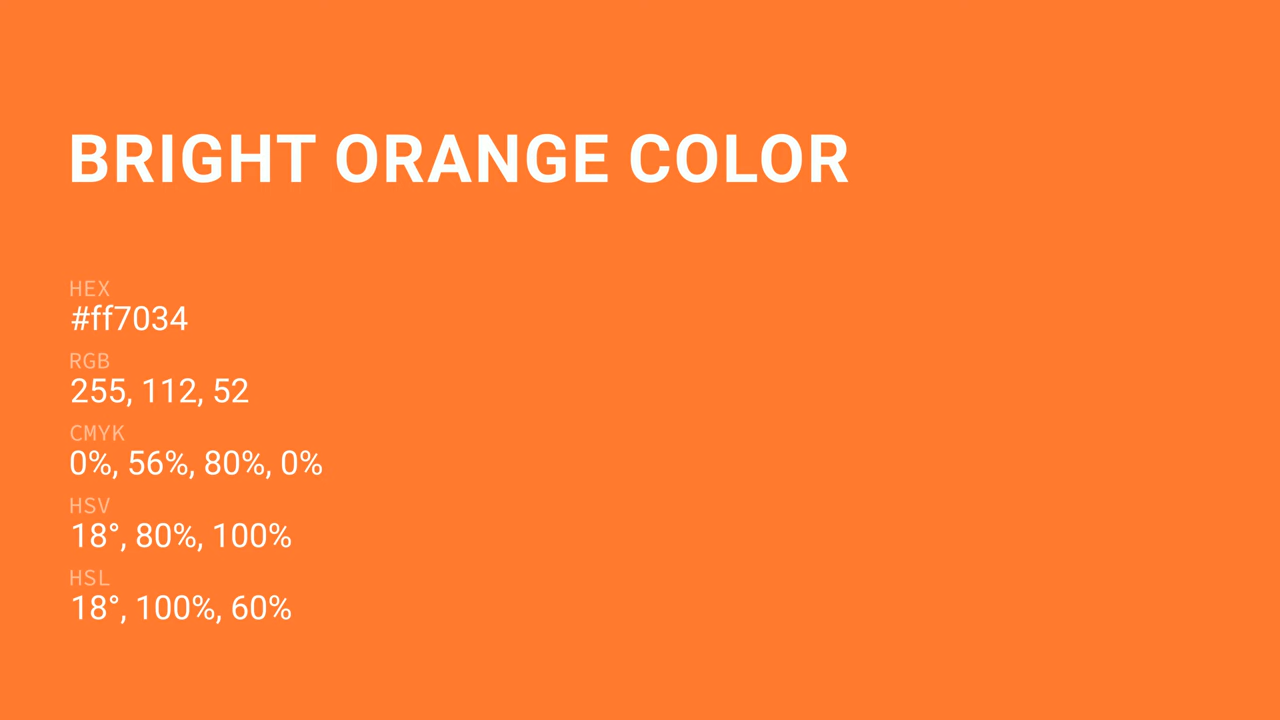 BRIGHT ORANGE COLOR
HEX
#ff7034
RGB
255, 112, 52
CMYK
0%, 56%, 80%, 0%
HSV
18°, 80%, 100%
HSL
18°, 100%, 60%